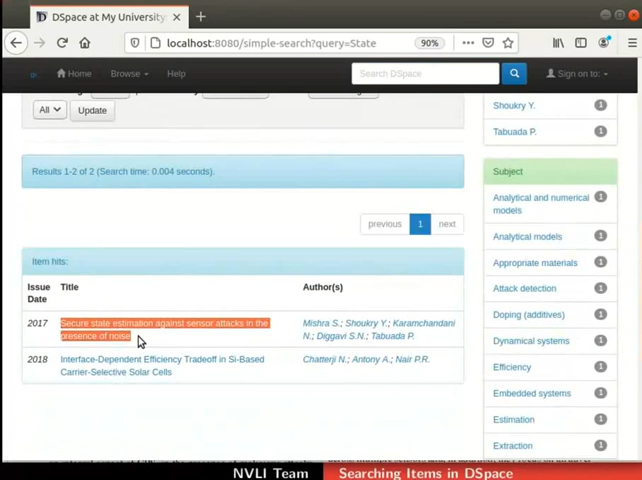 DSpace at My University
localhost:8080/simple-search?query=State
90%
Home
Browse
Help
Search DSpace
Sign on to:
All
Update
Shoukry Y.
1
Tabuada P.
1
Results 1-2 of 2 (Search time: 0.004 seconds).
previous
1
next
Item hits:
Issue Date
Title
Author(s)
2017
Secure state estimation against sensor attacks in the
presence of noise
Mishra S.; Shoukry Y.; Karamchandani
N.; Diggavi S.N.; Tabuada P.
2018
Interface-Dependent Efficiency Tradeoff in Si-Based
Carrier-Selective Solar Cells
Chatterji N.; Antony A.; Nair P.R.
Subject
Analytical and numerical
models
1
Analytical models
1
Appropriate materials
1
Attack detection
1
Doping (additives)
1
Dynamical systems
1
Efficiency
1
Embedded systems
1
Estimation
1
Extraction
1
NVLI Team
Searching Items in DSpace